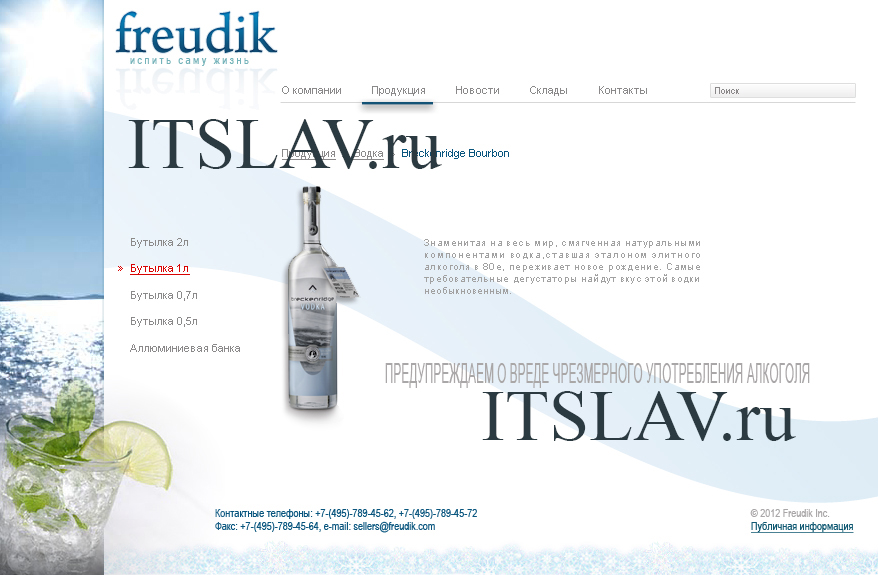 freudik
испить саму жизнь
О компании Продукция Новости Склады Контакты Поиск
ITSLAV.ru
Продукция » Водка » Breckenridge Bourbon
Бутылка 2л
Бутылка 1л
Бутылка 0,7л
Бутылка 0,5л
Аллюминиевая банка
breckenridge
VODKA
Знаменитая на весь мир, смягченная натуральными
компонентами водка,ставшая эталоном элитного
алкоголя в 80е, переживает новое рождение. Самые
требовательные дегустаторы найдут вкус этой водки
необыкновенным.
ПРЕДУПРЕЖДАЕМ О ВРЕДЕ ЧРЕЗМЕРНОГО УПОТРЕБЛЕНИЯ АЛКОГОЛЯ
ITSLAV.ru
Контактные телефоны: +7-(495)-789-45-62, +7-(495)-789-45-72
Факс: +7-(495)-789-45-64, e-mail: sellers@freudik.com
© 2012 Freudik Inc.
Публичная информация